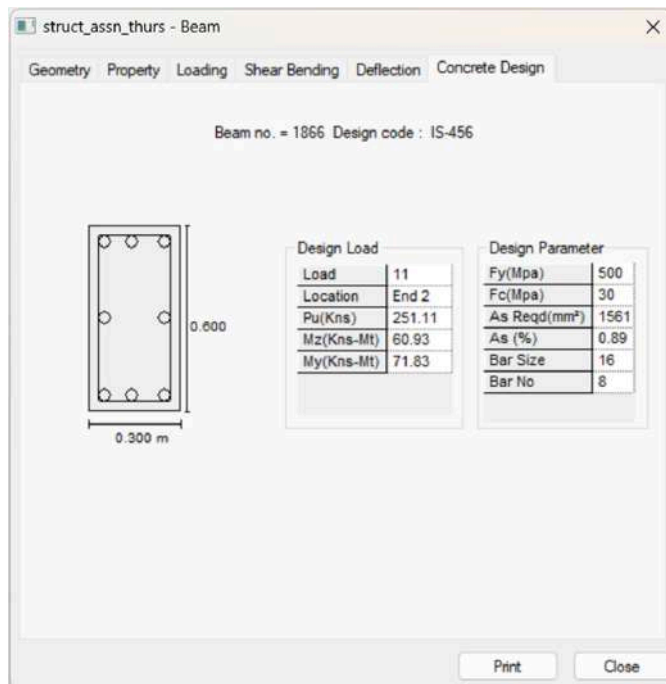 struct_assn_thurs - Beam
Geometry Property Loading Shear Bending Deflection Concrete Design
Beam no. = 1866 Design code : IS-456
0.600
0.300 m
Design Load
Load 11
Location End 2
Pu(Kns) 251.11
Mz(Kns-Mt) 60.93
My(Kns-Mt) 71.83
Design Parameter
Fy(Mpa) 500
Fc(Mpa) 30
As Reqd(mm²) 1561
As (%) 0.89
Bar Size 16
Bar No 8
Print Close